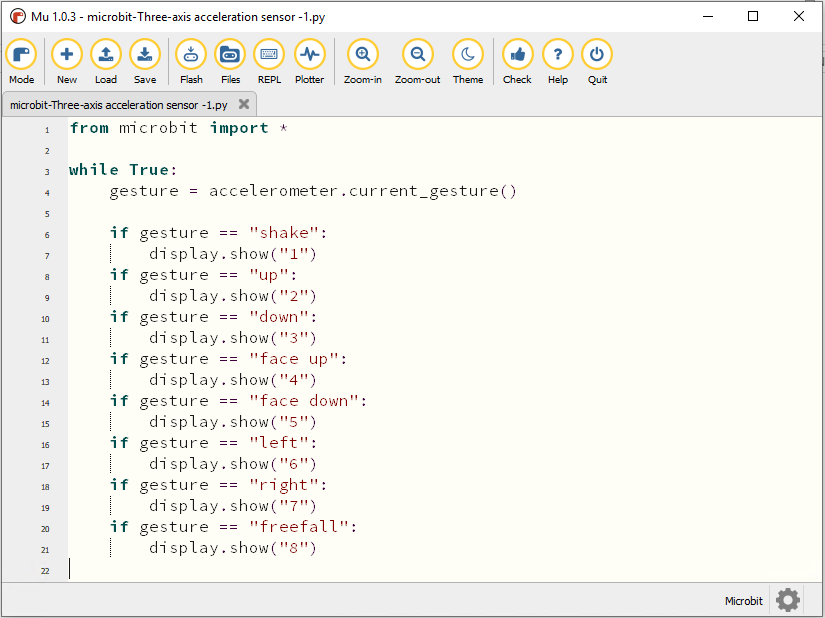 Mu 1.0.3 - microbit-Three-axis acceleration sensor -1.py
Mode New Load Save Flash Files REPL Plotter Zoom-in Zoom-out Theme Check Help Quit
microbit-Three-axis acceleration sensor -1.py
1 from microbit import *
2
3 while True:
4     gesture = accelerometer.current_gesture()
5
6     if gesture == "shake":
7         display.show("1")
8     if gesture == "up":
9         display.show("2")
10     if gesture == "down":
11         display.show("3")
12     if gesture == "face up":
13         display.show("4")
14     if gesture == "face down":
15         display.show("5")
16     if gesture == "left":
17         display.show("6")
18     if gesture == "right":
19         display.show("7")
20     if gesture == "freefall":
21         display.show("8")
22
Microbit